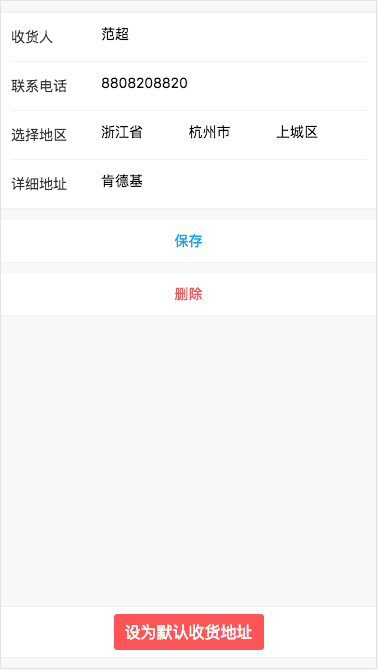 收货人 范超
联系电话 8808208820
选择地区 浙江省 杭州市 上城区
详细地址 肯德基
保存
删除
设为默认收货地址